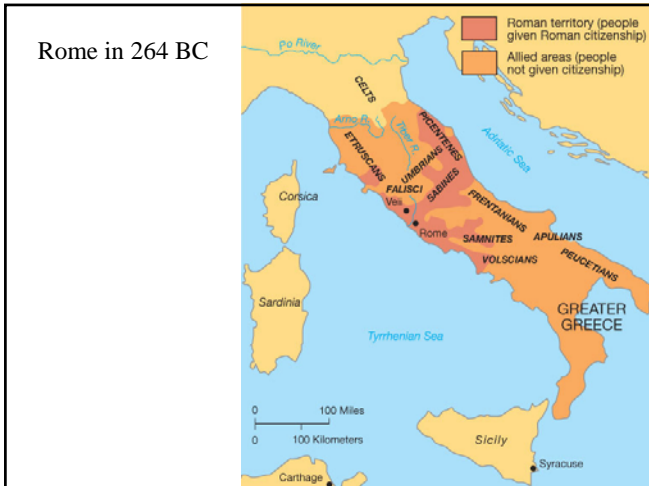 Rome in 264 BC
Roman territory (people
given Roman citizenship)
Allied areas (people
not given citizenship)
Po River
CELTS
Arno R.
Tiber R.
PICENTENES
Adriatic Sea
ETRUSCANS
UMBRIANS
SABINES
FALISCI
Veii
Rome
Corsica
FRENTANIANS
SAMNITES
APULIANS
VOLSCIANS
PEUCETIANS
Sardinia
GREATER
GREECE
Tyrrhenian Sea
0 100 Miles
0 100 Kilometers
Sicily
Syracuse
Carthage